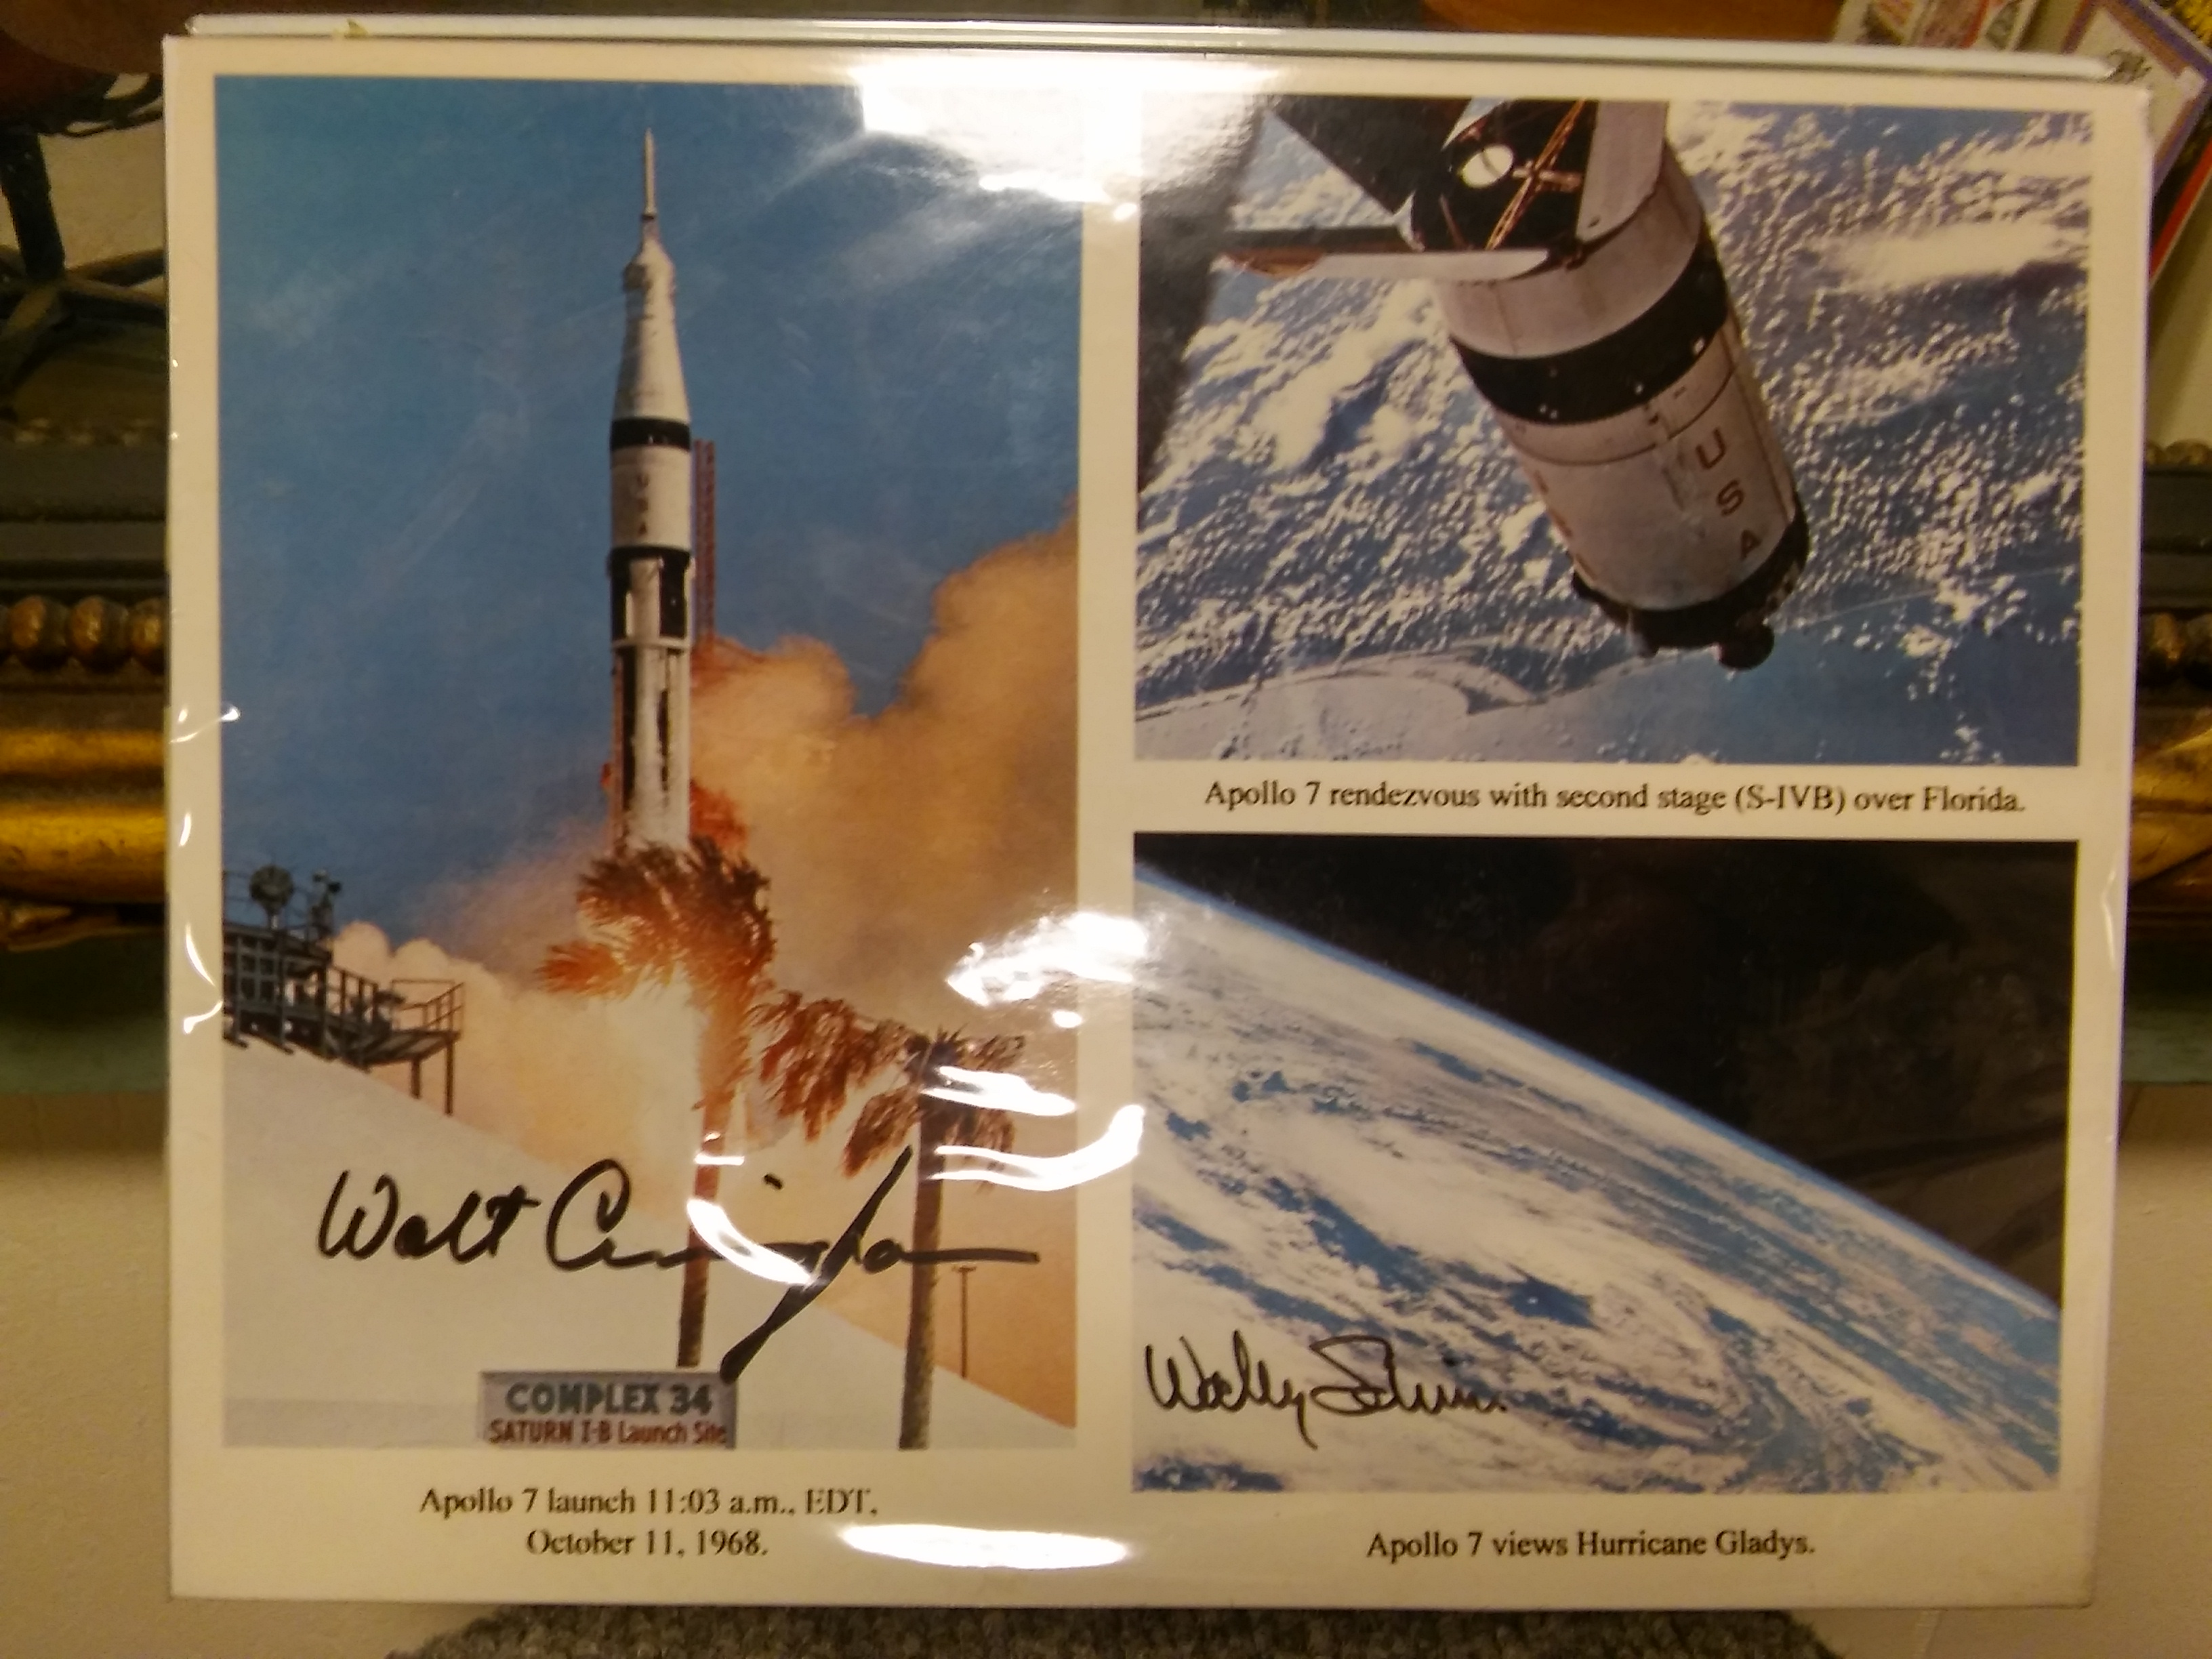 USA
Walt Cunningham
COMPLEX 34
SATURN I-B Launch Site
Apollo 7 launch 11:03 a.m., EDT,
October 11, 1968.
U
S
A
Apollo 7 rendezvous with second stage (S-IVB) over Florida.
Wally Schirra
Apollo 7 views Hurricane Gladys.